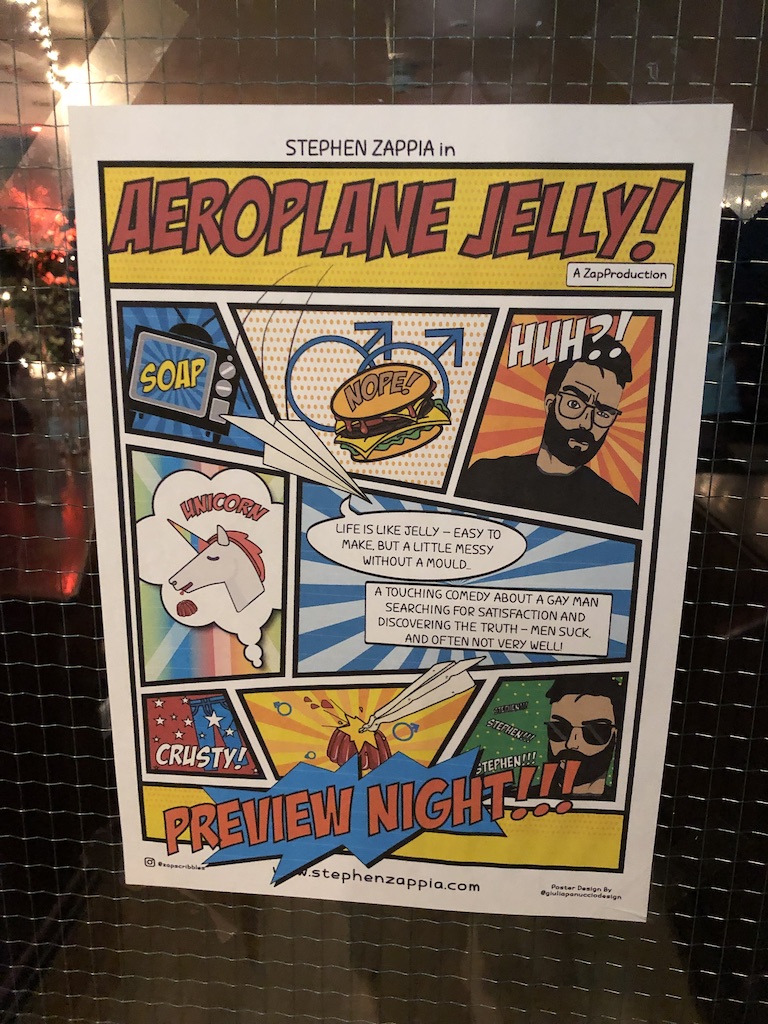 STEPHEN ZAPPIA in
AEROPLANE JELLY!
A ZapProduction
SOAP
NOPE!
HUH?!
UNICORN
LIFE IS LIKE JELLY – EASY TO
MAKE, BUT A LITTLE MESSY
WITHOUT A MOULD..
A TOUCHING COMEDY ABOUT A GAY MAN
SEARCHING FOR SATISFACTION AND
DISCOVERING THE TRUTH – MEN SUCK,
AND OFTEN NOT VERY WELL!
CRUSTY!
STEPHEN!!!
STEPHEN!!!
STEPHEN!!!
PREVIEW NIGHT!!!
@zapscribbles
.stephenzappia.com
Poster Design By
@giuliapanucciodesign